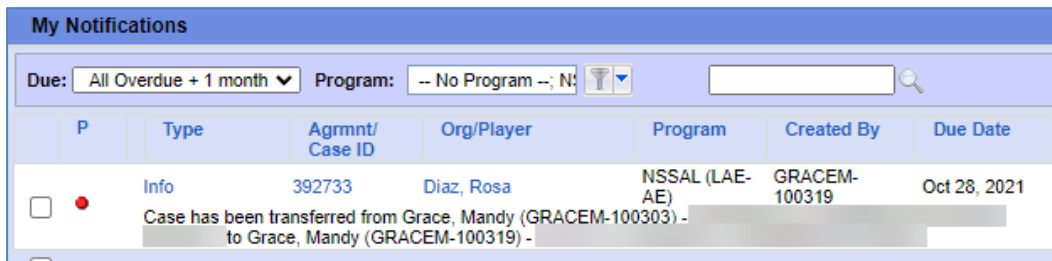 My Notifications
Due: All Overdue + 1 month Program: -- No Program --; NS
P Type Agrmnt/ Case ID Org/Player Program Created By Due Date
Info 392733 Diaz, Rosa NSSAL (LAE-AE) GRACEM-100319 Oct 28, 2021
Case has been transferred from Grace, Mandy (GRACEM-100303) -
to Grace, Mandy (GRACEM-100319) -